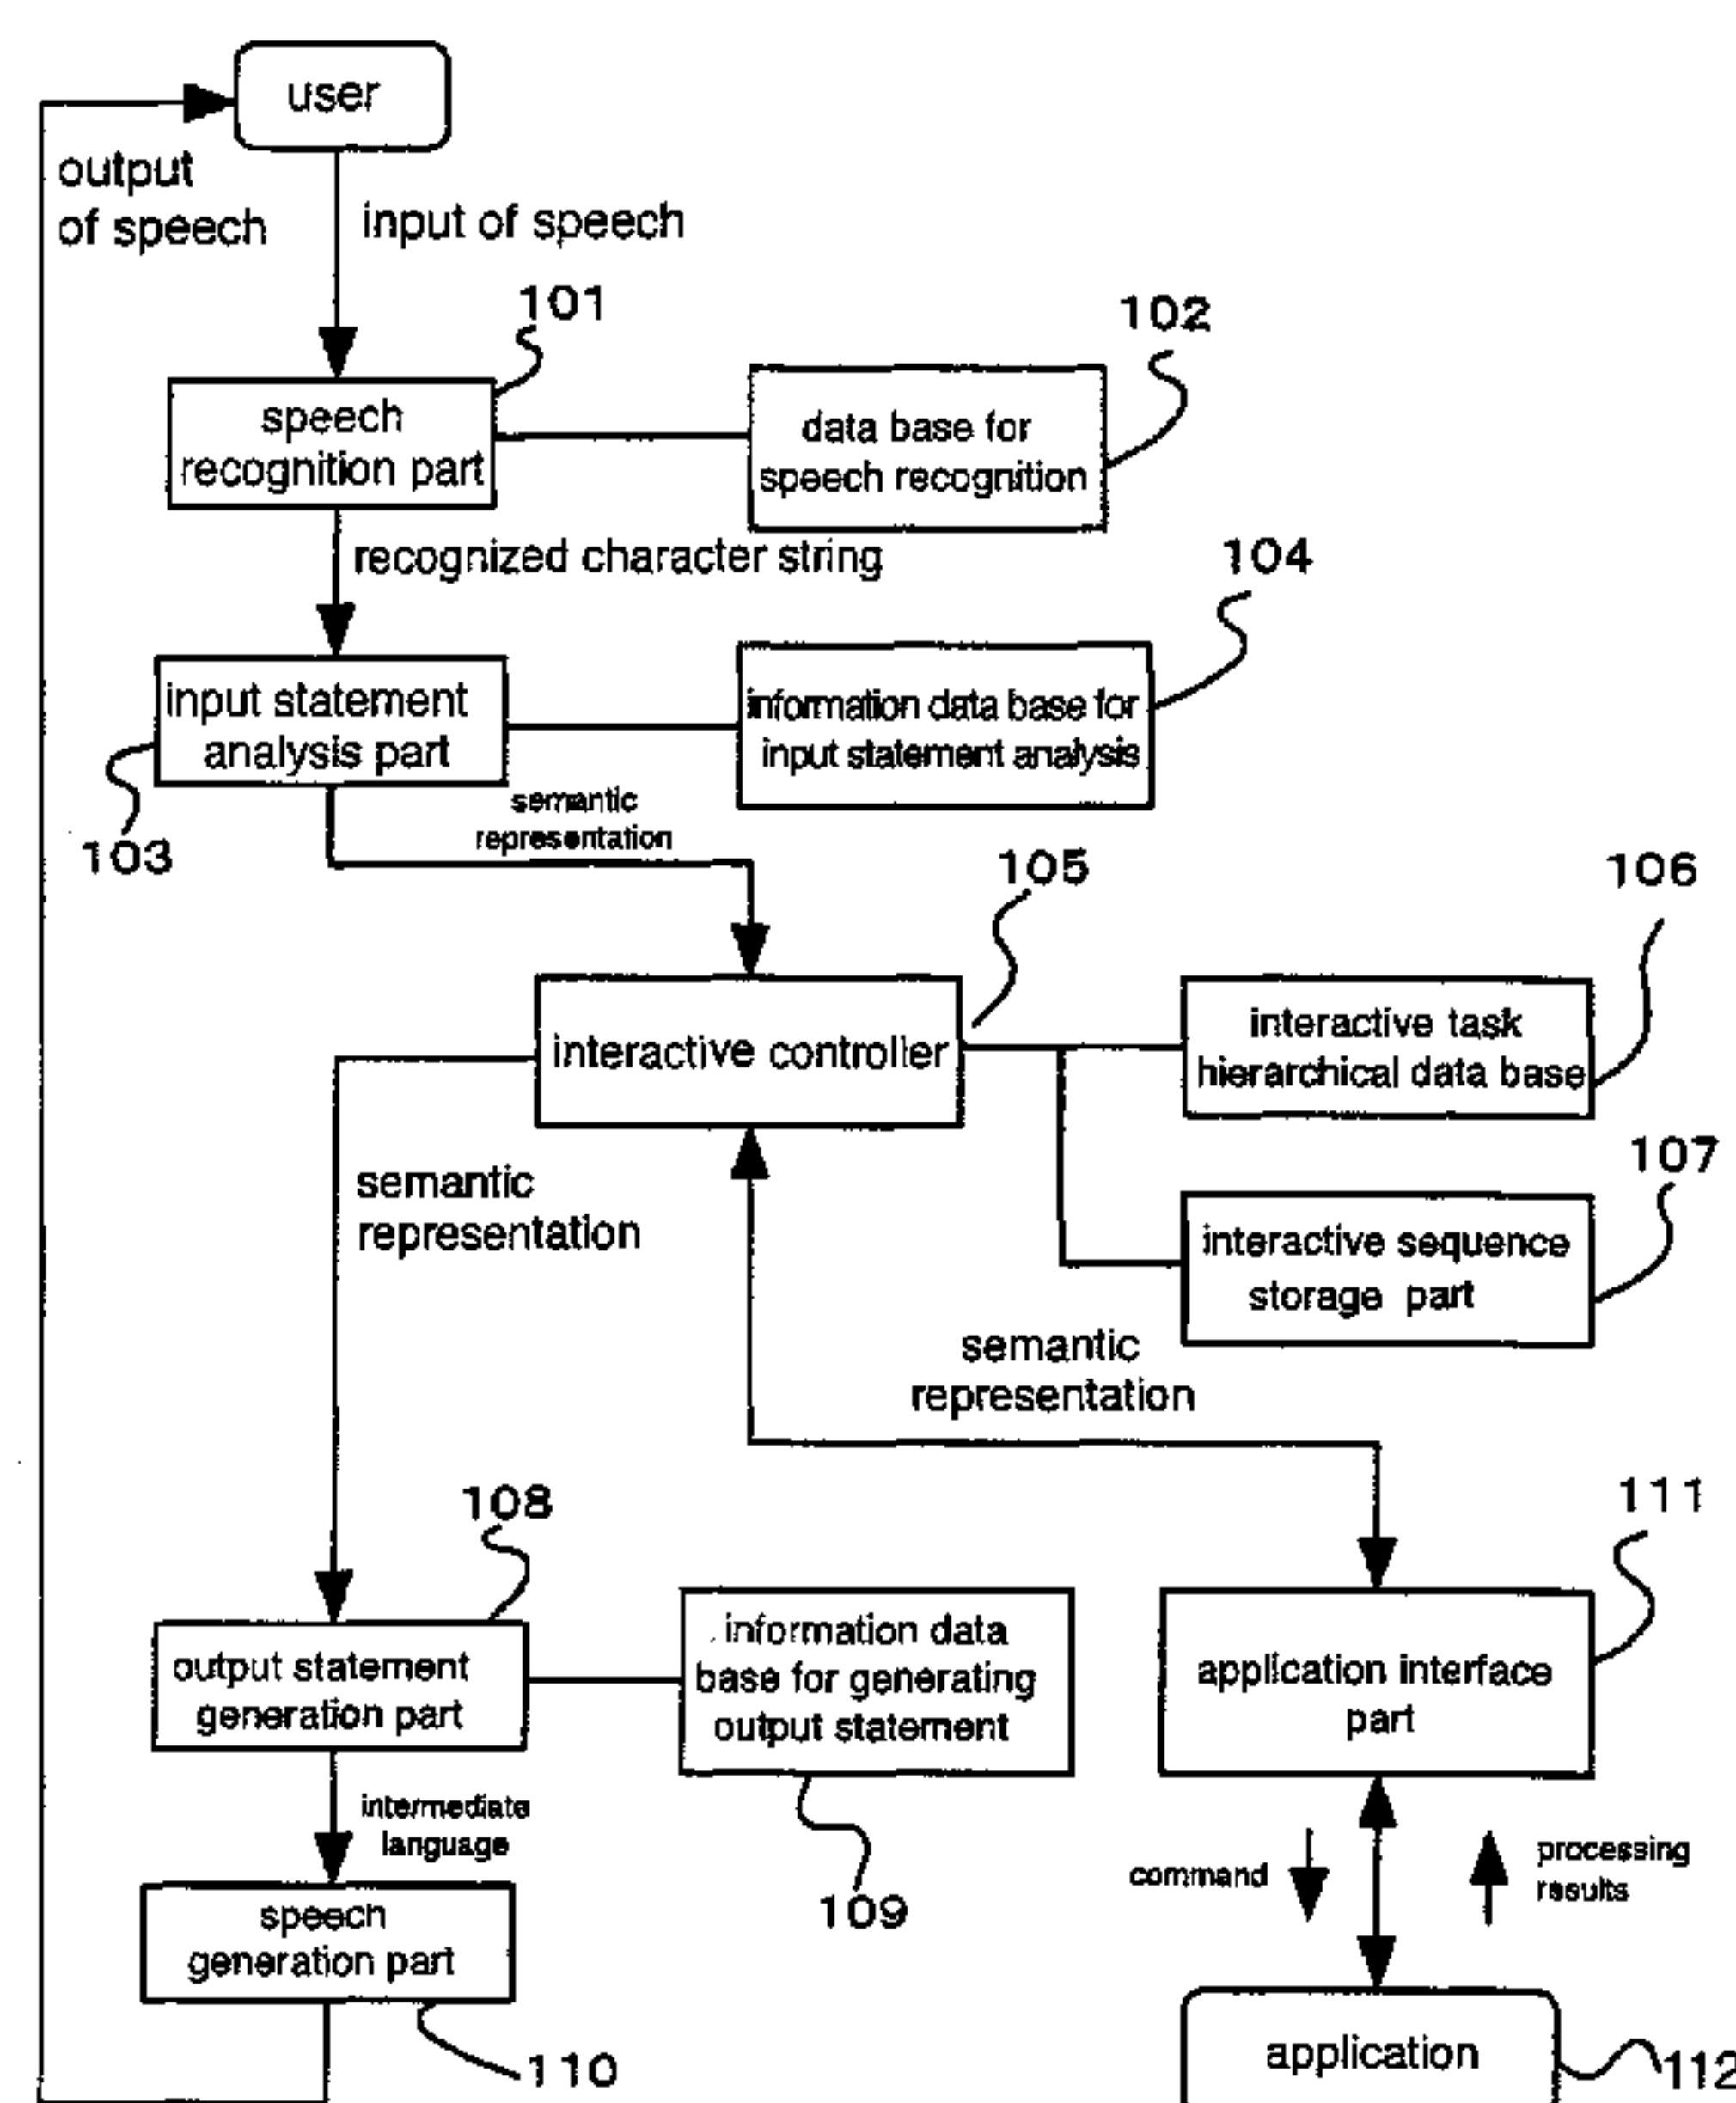 user
output
of speech
input of speech
101
102
speech
recognition part
data base for
speech recognition
recognized character string
104
input statement
analysis part
information data base for
input statement analysis
103
semantic
representation
105
106
interactive controller
interactive task
hierarchical data base
107
semantic
representation
interactive sequence
storage part
semantic
representation
108
111
output statement
generation part
information data
base for generating
output statement
application interface
part
intermediate
language
109
command
processing
results
speech
generation part
110
application
112